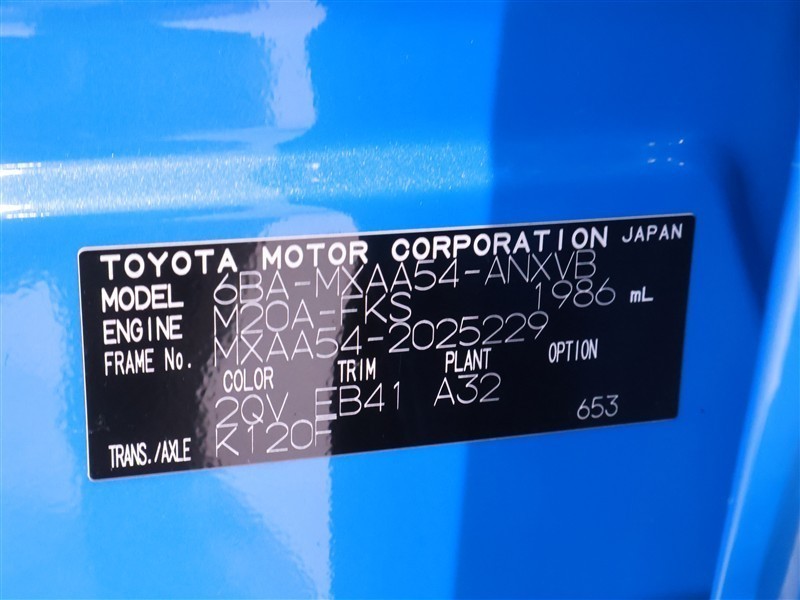 TOYOTA MOTOR CORPORATION JAPAN
MODEL 6BA-MXAA54-ANXVB
ENGINE M20A-FKS 1986 mL
FRAME No. MXAA54-2025229
COLOR TRIM PLANT OPTION
2QV EB41 A32
TRANS./AXLE K120F 653